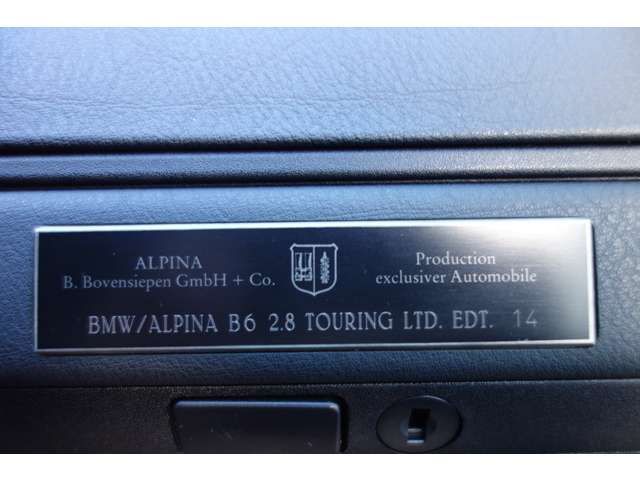 ALPINA
B. Bovensiepen GmbH + Co.
Production
exclusiver Automobile
BMW/ALPINA B6 2.8 TOURING LTD. EDT. 14